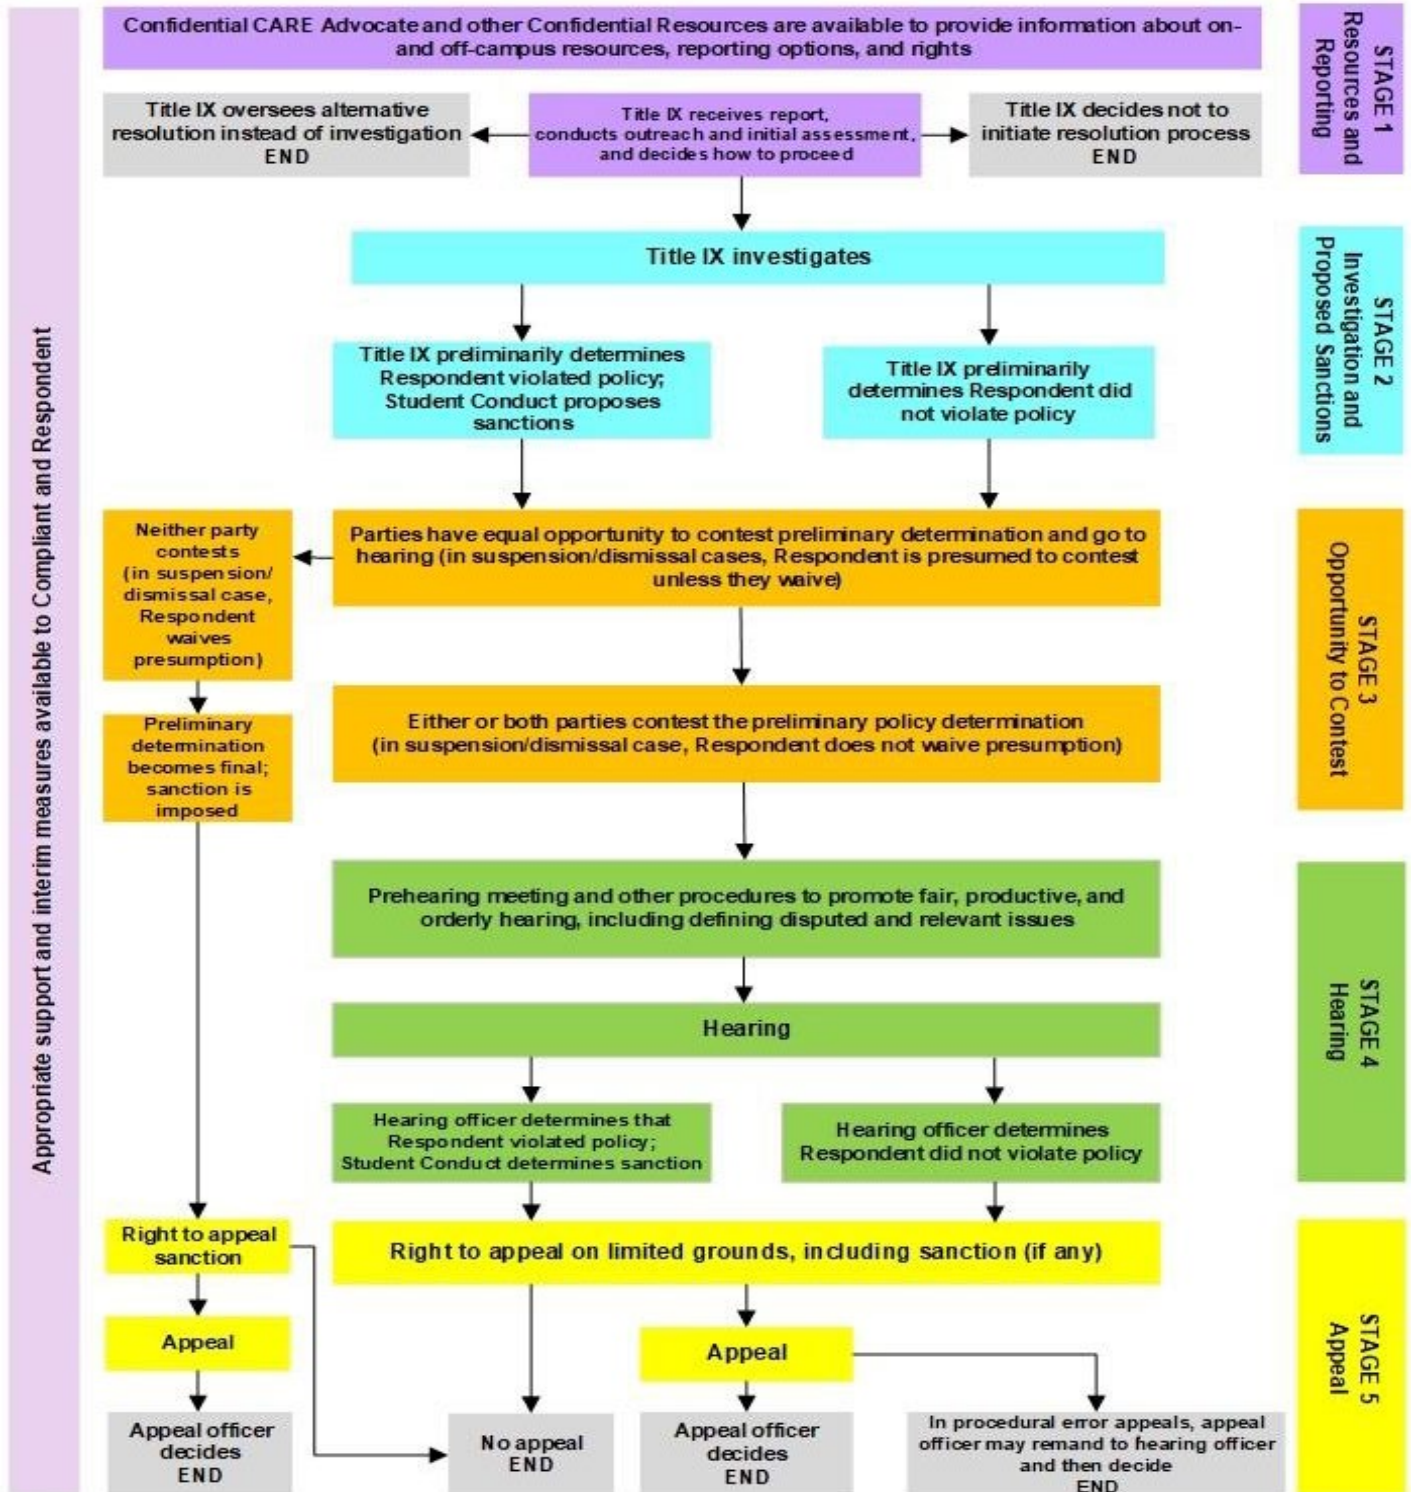 Confidential CARE Advocate and other Confidential Resources are available to provide information about on-
and off-campus resources, reporting options, and rights
STAGE 1
Resources and
Reporting
Title IX oversees alternative
resolution instead of investigation
END
Title IX receives report,
conducts outreach and initial assessment,
and decides how to proceed
Title IX decides not to
initiate resolution process
END
Appropriate support and interim measures available to Compliant and Respondent
Title IX investigates
STAGE 2
Investigation and
Proposed Sanctions
Title IX preliminarily determines
Respondent violated policy;
Student Conduct proposes
sanctions
Title IX preliminarily
determines Respondent did
not violate policy
Neither party
contests
(in suspension/
dismissal case,
Respondent
waives
presumption)
Parties have equal opportunity to contest preliminary determination and go to
hearing (in suspension/dismissal cases, Respondent is presumed to contest
unless they waive)
STAGE 3
Opportunity to Contest
Preliminary
determination
becomes final;
sanction is
imposed
Either or both parties contest the preliminary policy determination
(in suspension/dismissal case, Respondent does not waive presumption)
Prehearing meeting and other procedures to promote fair, productive, and
orderly hearing, including defining disputed and relevant issues
STAGE 4
Hearing
Hearing
Hearing officer determines that
Respondent violated policy;
Student Conduct determines sanction
Hearing officer determines
Respondent did not violate policy
Right to appeal
sanction
Right to appeal on limited grounds, including sanction (if any)
STAGE 5
Appeal
Appeal
Appeal
Appeal officer
decides
END
No appeal
END
Appeal officer
decides
END
In procedural error appeals, appeal
officer may remand to hearing officer
and then decide
END